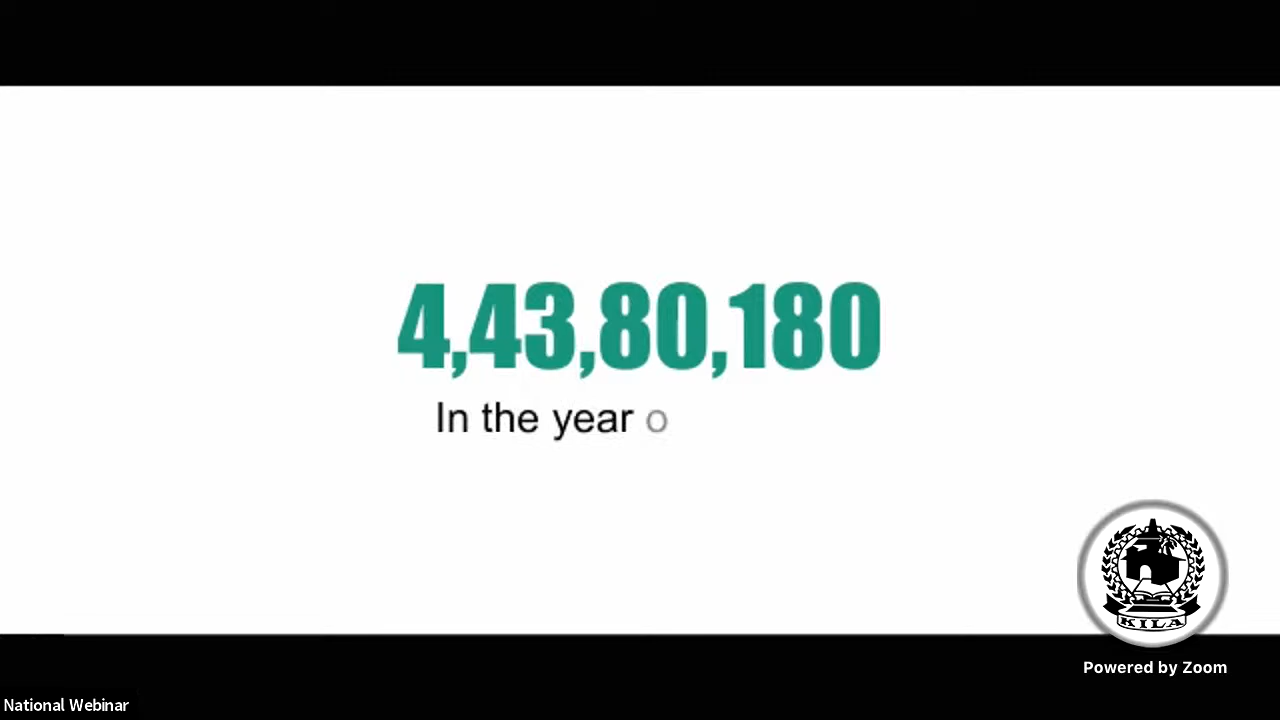 4,43,80,180
In the year o
KILA
Powered by Zoom
National Webinar